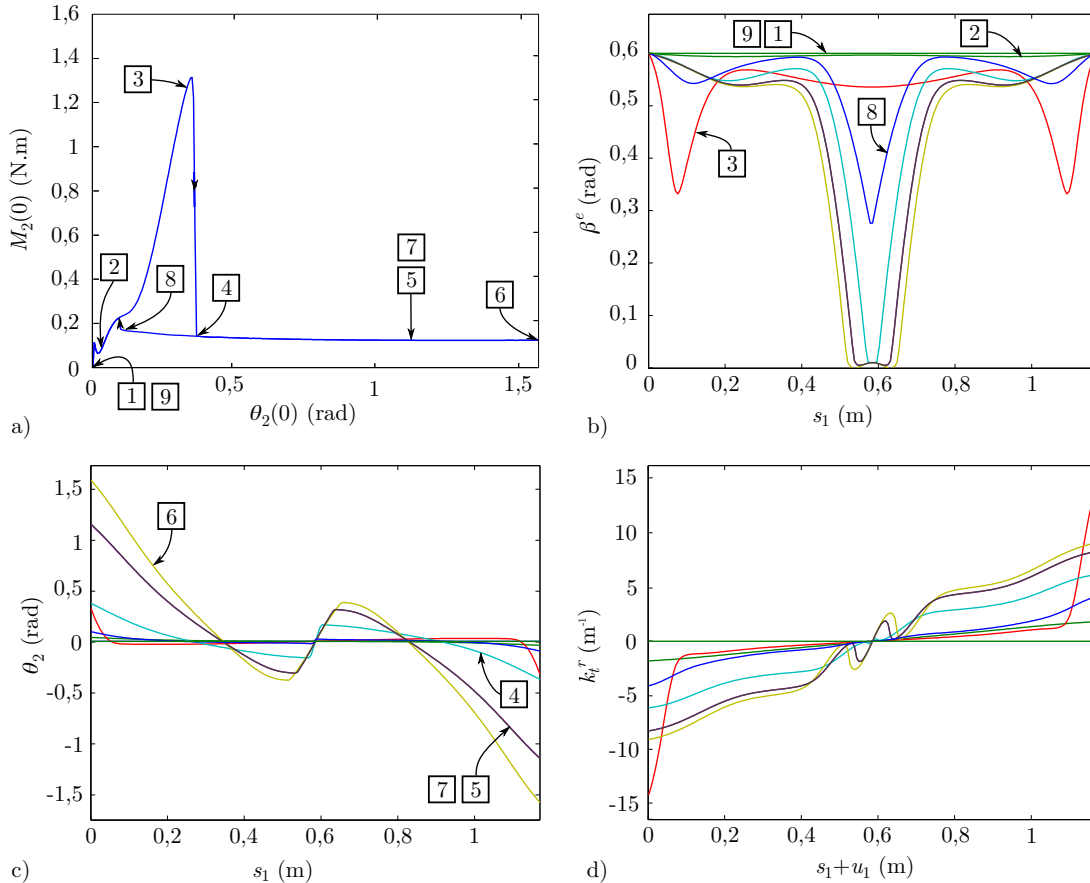 1,6
1,4
1,2
1
0,8
0,6
0,4
0,2
0
M₂(0) (N.m)
3
2
8
4
7
5
6
1 9
0,5 1 1,5
θ₂(0) (rad)
a)
0,6
0,5
0,4
0,3
0,2
0,1
0
βᵉ (rad)
9 1
2
8
3
0 0,2 0,4 0,6 0,8 1
s₁ (m)
b)
1,5
1
0,5
0
-0,5
-1
-1,5
θ₂ (rad)
6
4
7 5
0 0,2 0,4 0,6 0,8 1
s₁ (m)
c)
15
10
5
0
-5
-10
-15
kₜʳ (m⁻¹)
0 0,2 0,4 0,6 0,8 1
s₁+u₁ (m)
d)